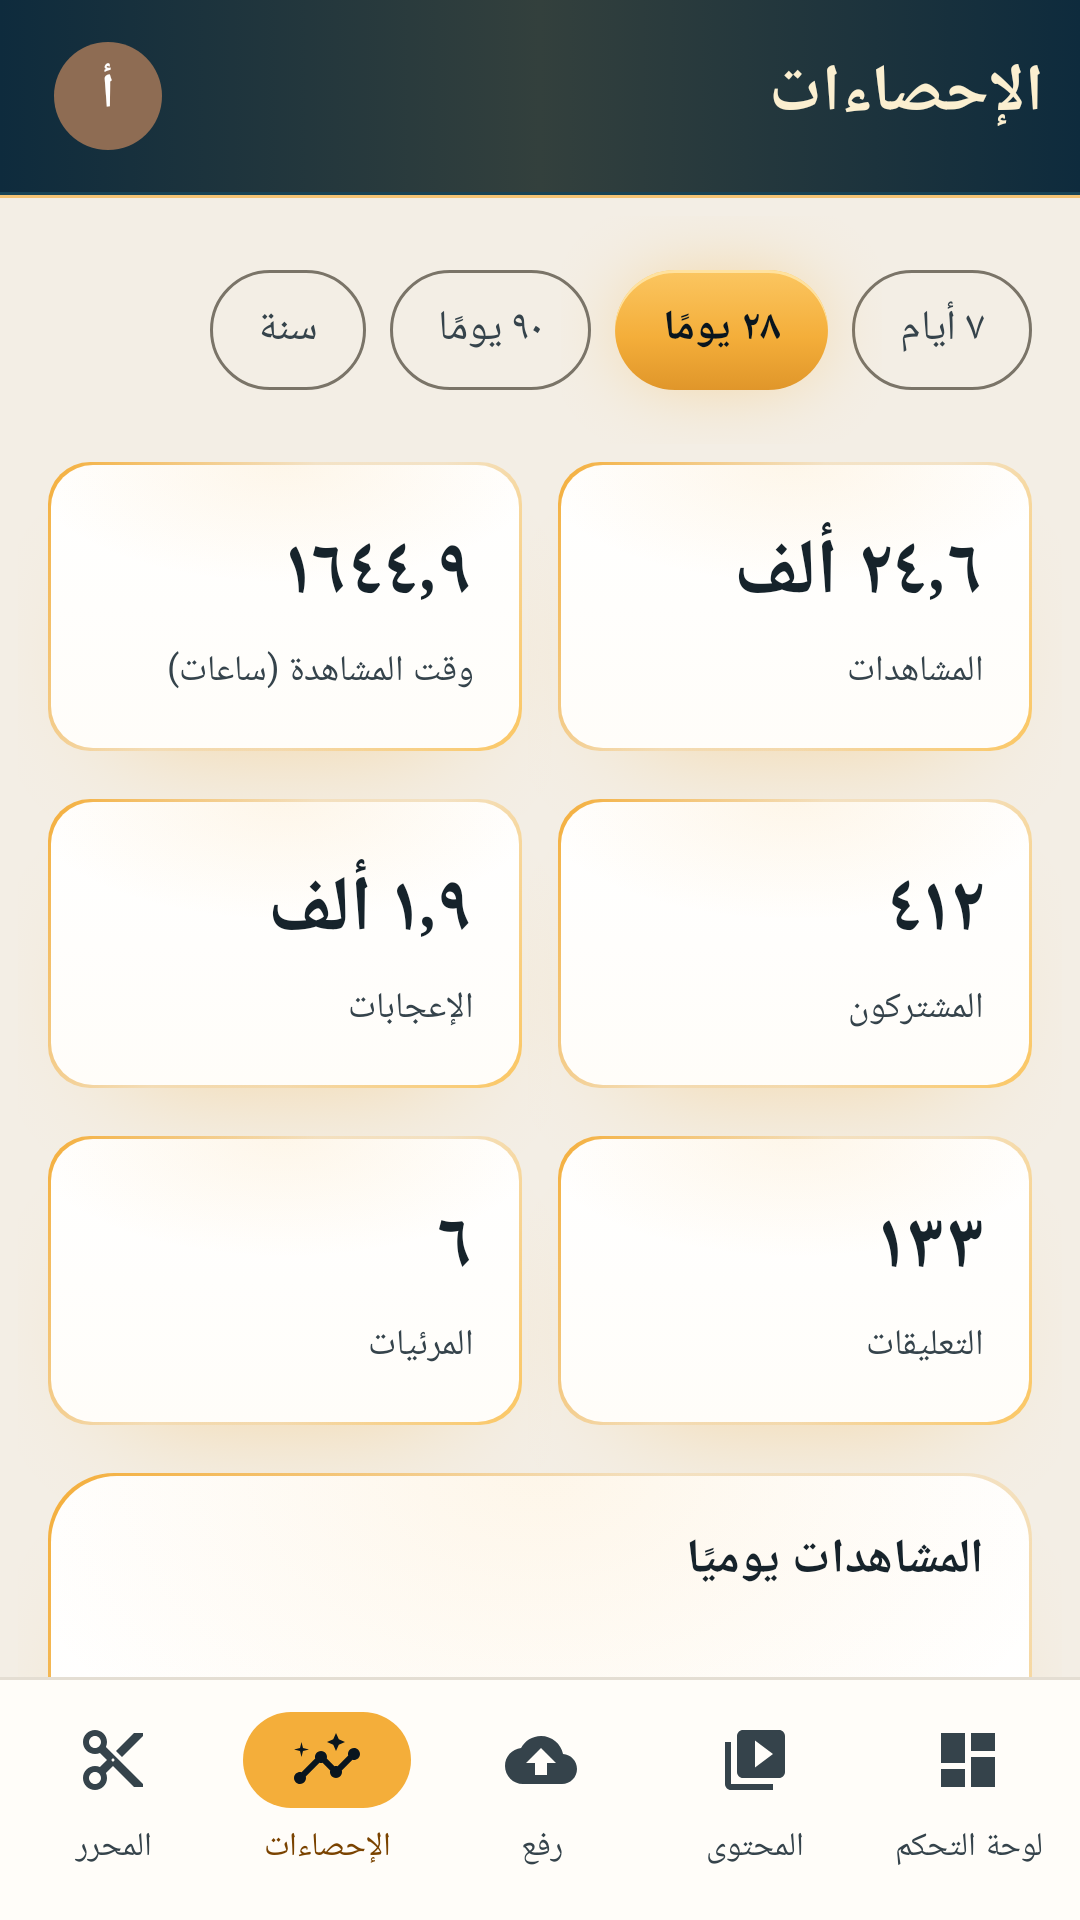 الإحصاءات
أ
٧ أيام
٢٨ يومًا
٩٠ يومًا
سنة
٢٤,٦ ألف
المشاهدات
١٦٤٤,٩
وقت المشاهدة (ساعات)
٤١٢
المشتركون
١,٩ ألف
الإعجابات
١٣٣
التعليقات
٦
المرئيات
المشاهدات يوميًا
لوحة التحكم
المحتوى
رفع
الإحصاءات
المحرر